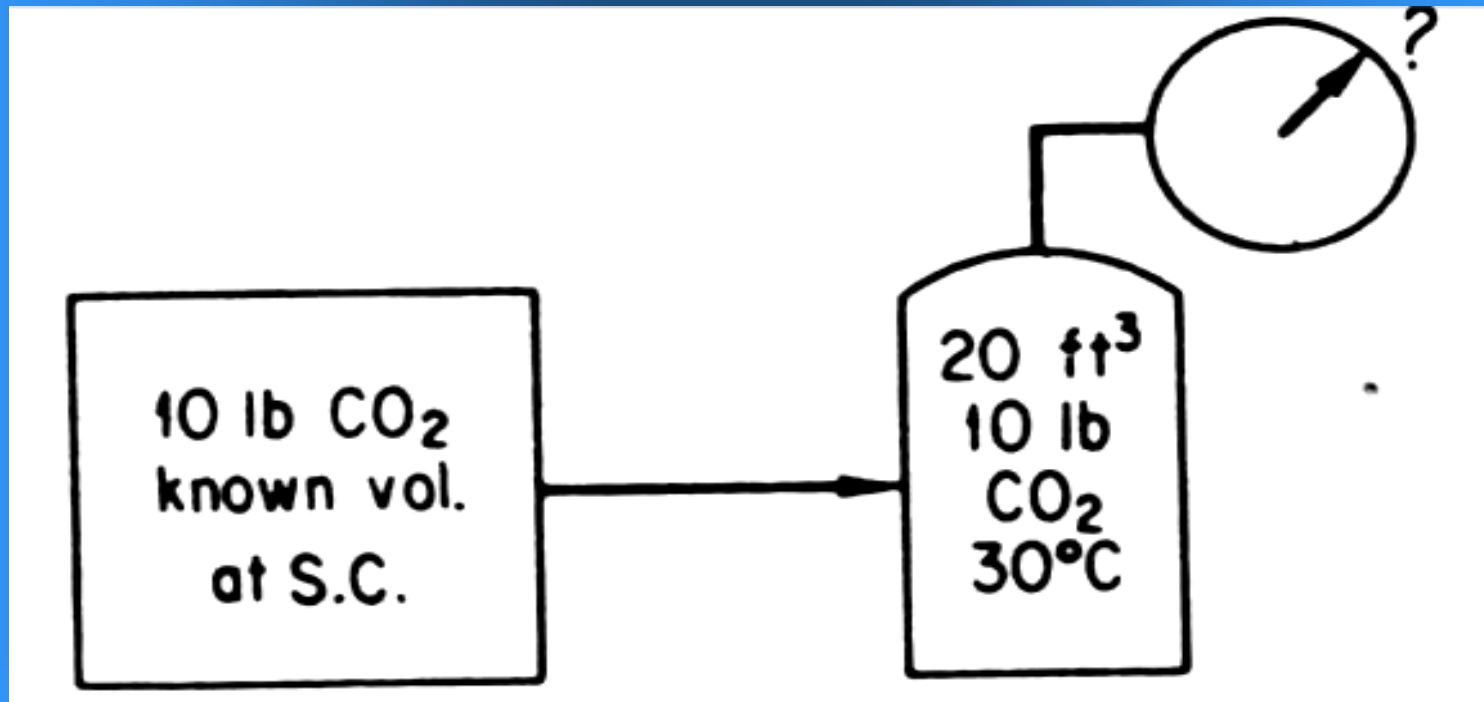 ?
10 lb CO₂
known vol.
at S.C.
20 ft³
10 lb
CO₂
30°C